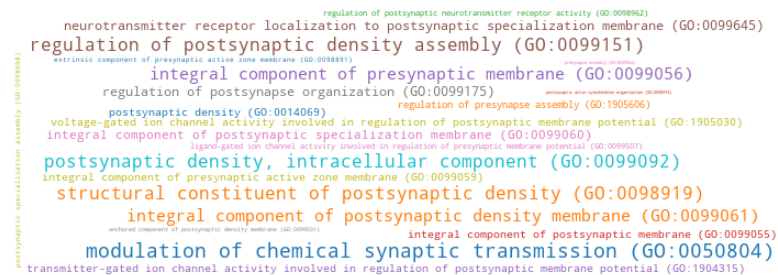 regulation of postsynaptic neurotransmitter receptor activity (GO:0098962)
neurotransmitter receptor localization to postsynaptic specialization membrane (GO:0099645)
regulation of postsynaptic density assembly (GO:0099151)
extrinsic component of presynaptic active zone membrane (GO:0098891)
integral component of presynaptic membrane (GO:0099056)
regulation of postsynapse organization (GO:0099175)
regulation of presynapse assembly (GO:1905606)
postsynaptic density (GO:0014069)
voltage-gated ion channel activity involved in regulation of postsynaptic membrane potential (GO:1905030)
integral component of postsynaptic specialization membrane (GO:0099060)
ligand-gated ion channel activity involved in regulation of presynaptic membrane potential (GO:0099507)
postsynaptic density, intracellular component (GO:0099092)
integral component of presynaptic active zone membrane (GO:0099059)
structural constituent of postsynaptic density (GO:0098919)
integral component of postsynaptic density membrane (GO:0099061)
anchored component of postsynaptic density membrane
integral component of postsynaptic membrane (GO:0099055)
modulation of chemical synaptic transmission (GO:0050804)
transmitter-gated ion channel activity involved in regulation of postsynaptic membrane potential (GO:1904315)
postsynaptic specialization assembly (GO:0098698)